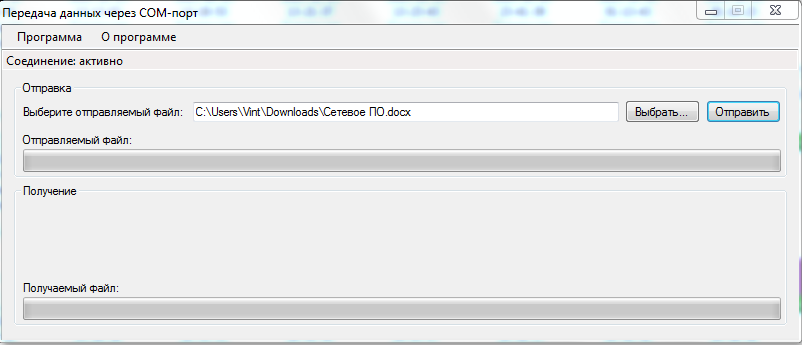 Передача данных через COM-порт
Программа О программе
Соединение: активно
Отправка
Выберите отправляемый файл: C:\Users\Vint\Downloads\Сетевое ПО.docx Выбрать... Отправить
Отправляемый файл:
Получение
Получаемый файл: